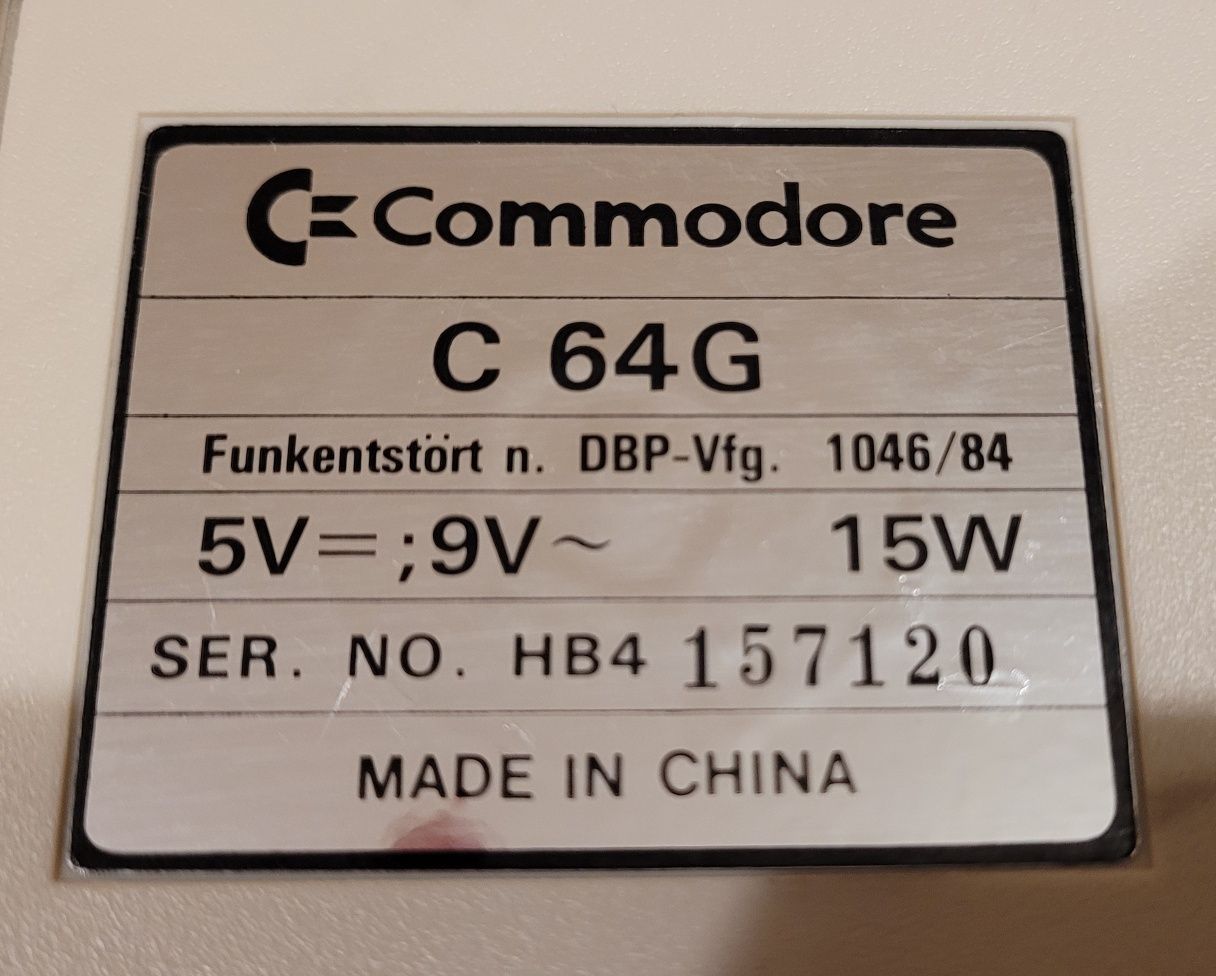 Commodore
C 64G
Funkentstört n. DBP-Vfg. 1046/84
5V⎓;9V~ 15W
SER. NO. HB4 157120
MADE IN CHINA